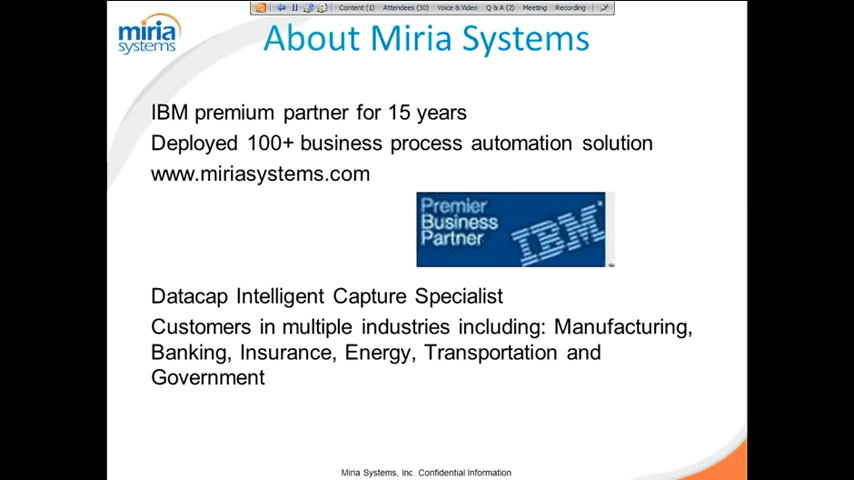 Content (1) Attendees (30) Voice & Video Q & A (2) Meeting Recording
miria
systems
About Miria Systems
IBM premium partner for 15 years
Deployed 100+ business process automation solution
www.miriasystems.com
Premier
Business
Partner
IBM
Datacap Intelligent Capture Specialist
Customers in multiple industries including: Manufacturing,
Banking, Insurance, Energy, Transportation and
Government
Miria Systems, Inc. Confidential Information